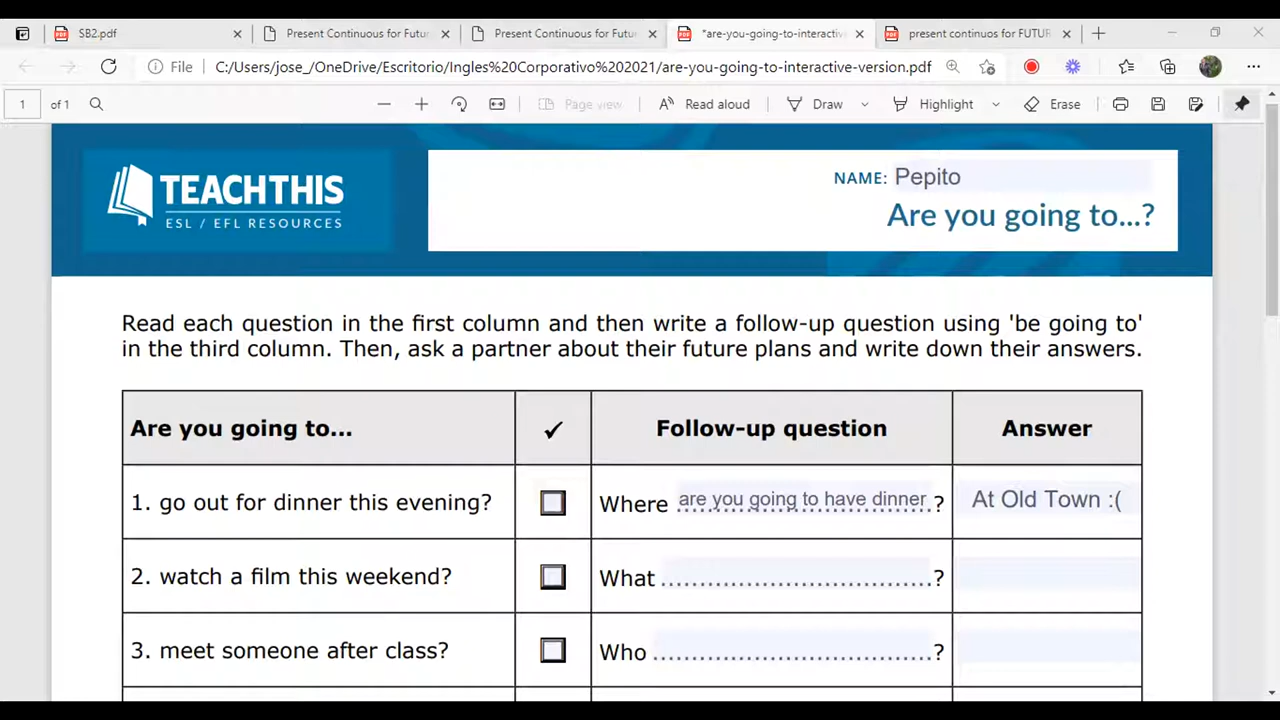 SB2.pdf
Present Continuous for Futur
Present Continuous for Futur
*are-you-going-to-interactive
present continuos for FUTUR
File
C:/Users/jose_/OneDrive/Escritorio/Ingles%20Corporativo%202021/are-you-going-to-interactive-version.pdf
1 of 1
Page view
Read aloud
Draw
Highlight
Erase
TEACHTHIS
ESL / EFL RESOURCES
NAME: Pepito
Are you going to...?
Read each question in the first column and then write a follow-up question using 'be going to'
in the third column. Then, ask a partner about their future plans and write down their answers.
Are you going to... ✓ Follow-up question Answer
1. go out for dinner this evening? Where are you going to have dinner ? At Old Town :(
2. watch a film this weekend? What ................................ ?
3. meet someone after class? Who ................................ ?